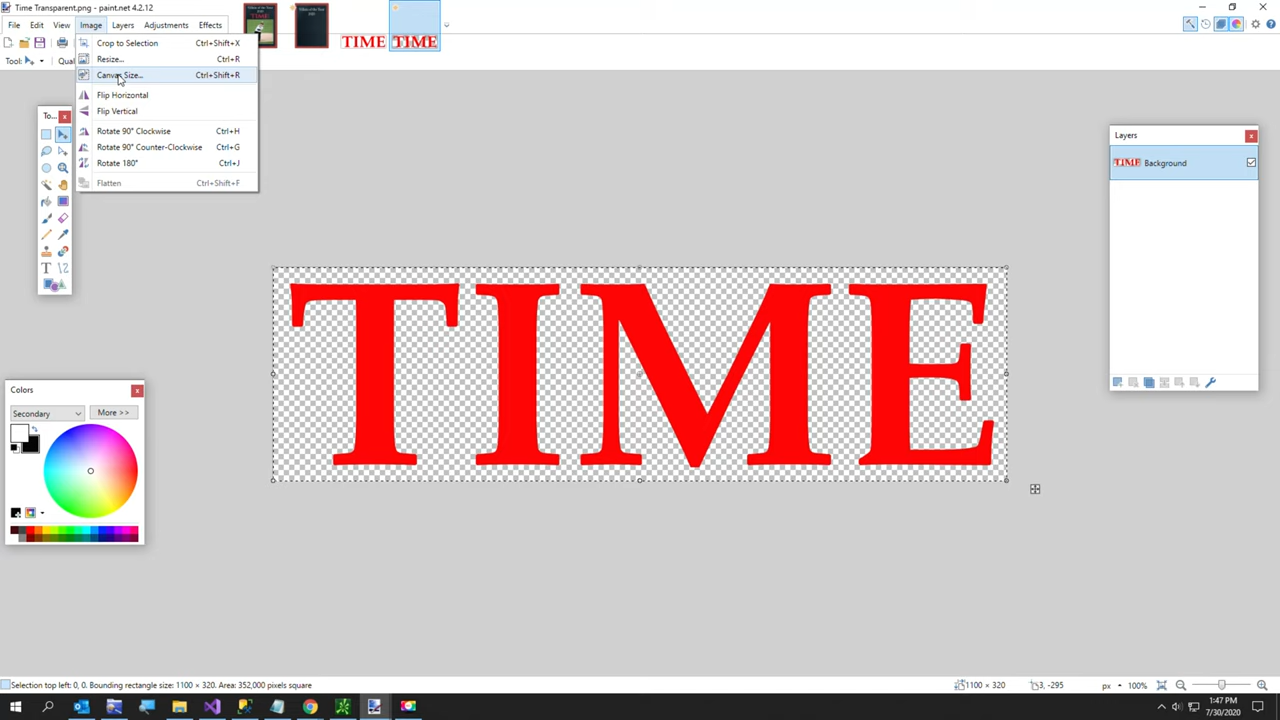 Time Transparent.png - paint.net 4.2.12
File Edit View Image Layers Adjustments Effects
TIME TIME
Tool: Qual
Crop to Selection Ctrl+Shift+X
Resize... Ctrl+R
Canvas Size... Ctrl+Shift+R
Flip Horizontal
Flip Vertical
Rotate 90° Clockwise Ctrl+H
Rotate 90° Counter-Clockwise Ctrl+G
Rotate 180° Ctrl+J
Flatten Ctrl+Shift+F
To...
Layers
TIME Background
TIME
Colors
Secondary More >>
Selection top left: 0, 0. Bounding rectangle size: 1100 × 320. Area: 352,000 pixels square
1100 × 320 3, -295 px 100%
1:47 PM
7/30/2020